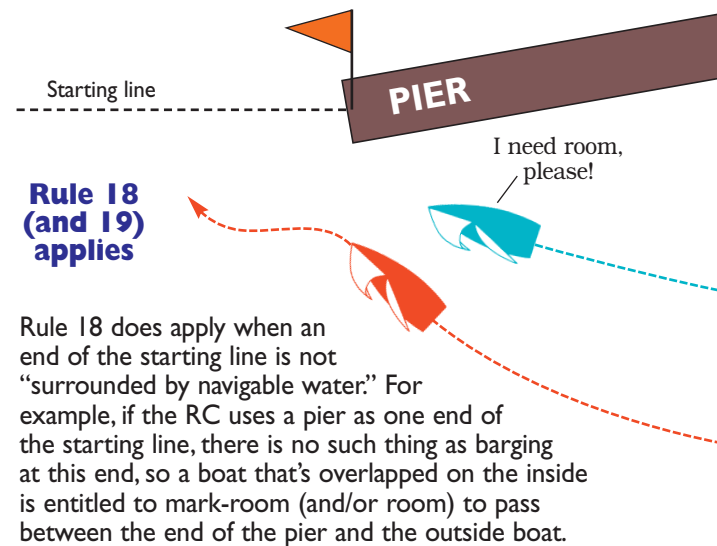 Starting line
PIER
I need room,
please!
Rule 18
(and 19)
applies
Rule 18 does apply when an
end of the starting line is not
“surrounded by navigable water.” For
example, if the RC uses a pier as one end of
the starting line, there is no such thing as barging
at this end, so a boat that’s overlapped on the inside
is entitled to mark-room (and/or room) to pass
between the end of the pier and the outside boat.